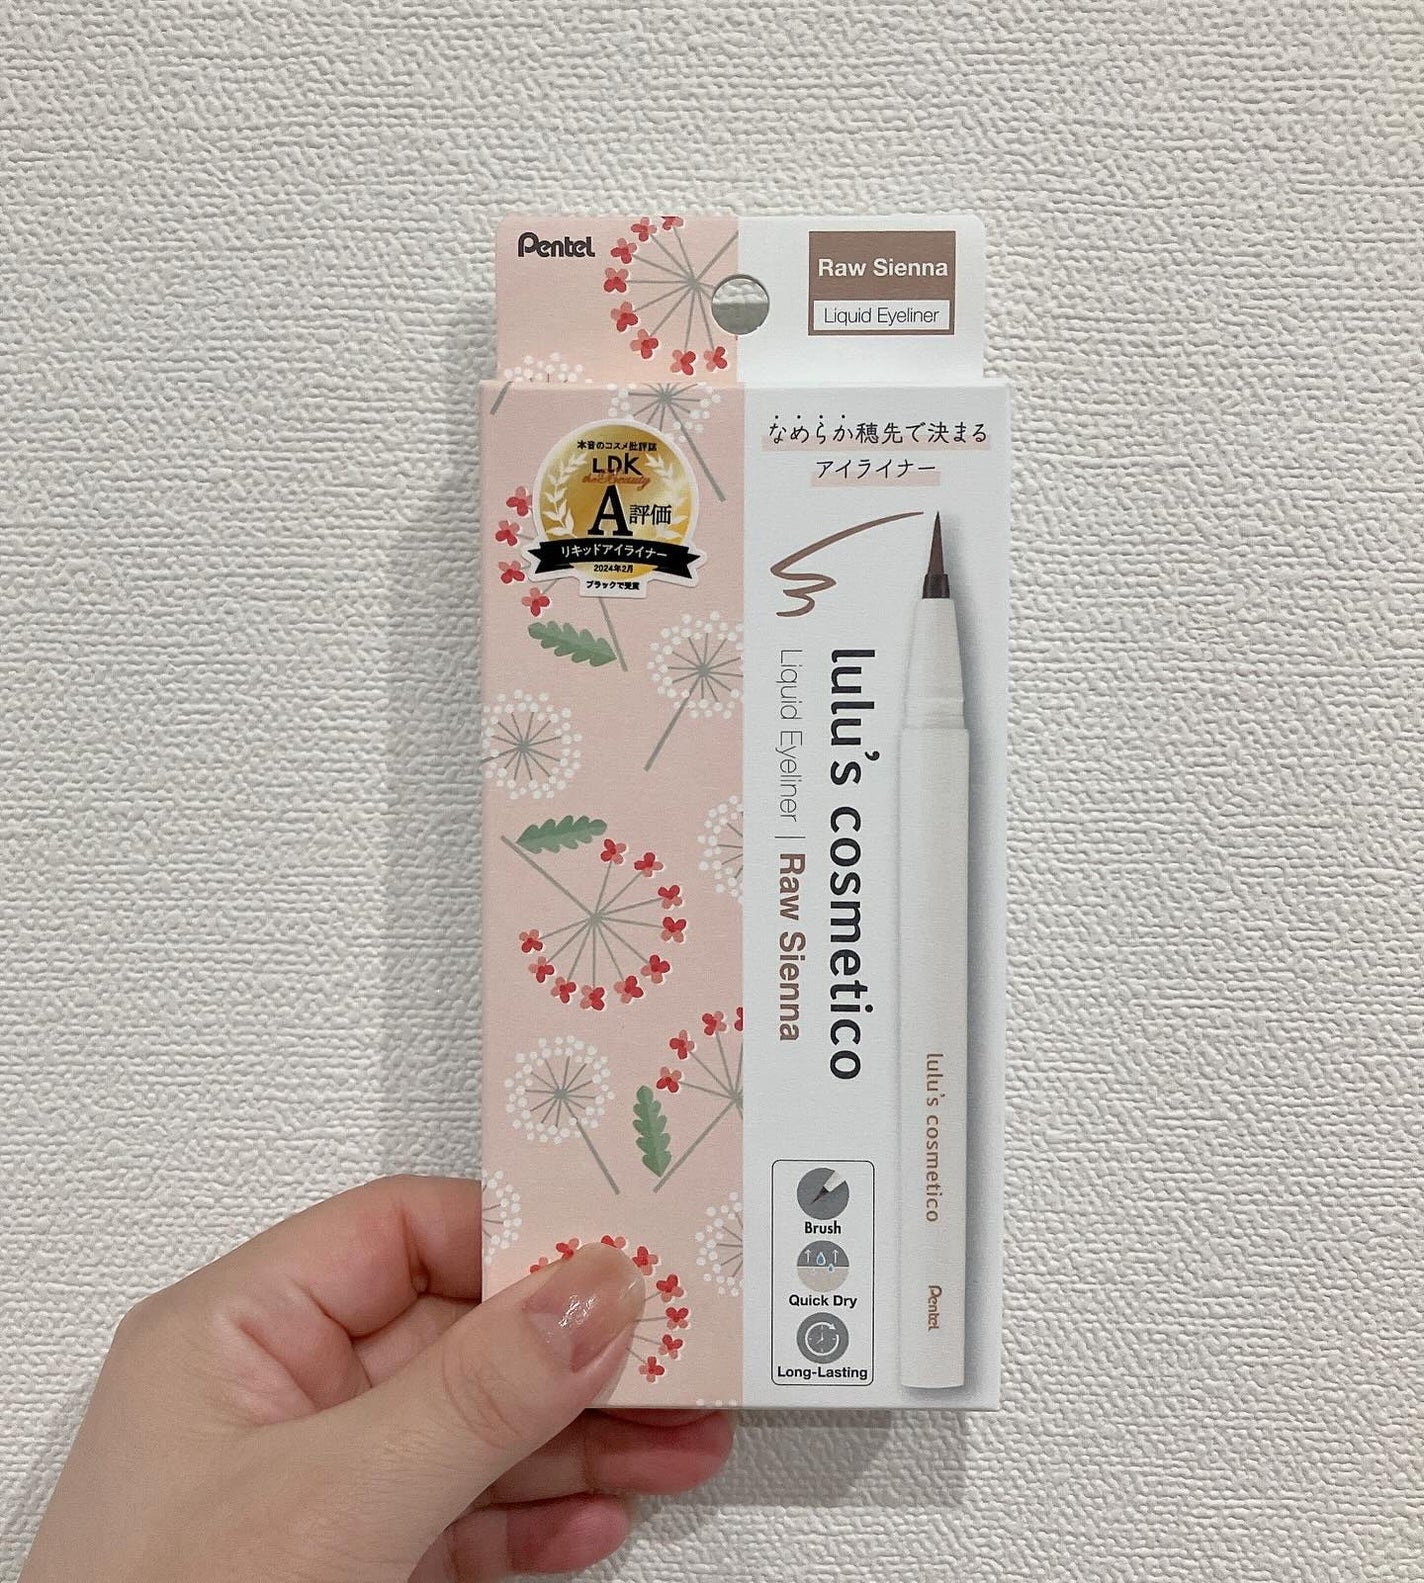 Pentel
Raw Sienna
Liquid Eyeliner
本音のコスメ批評誌
LDK
the Beauty
A評価
リキッドアイライナー
2024年2月
ブラックで受賞
なめらか穂先で決まる
アイライナー
lulu's cosmetico
Liquid Eyeliner | Raw Sienna
lulu's cosmetico
Pentel
Brush
Quick Dry
Long-Lasting